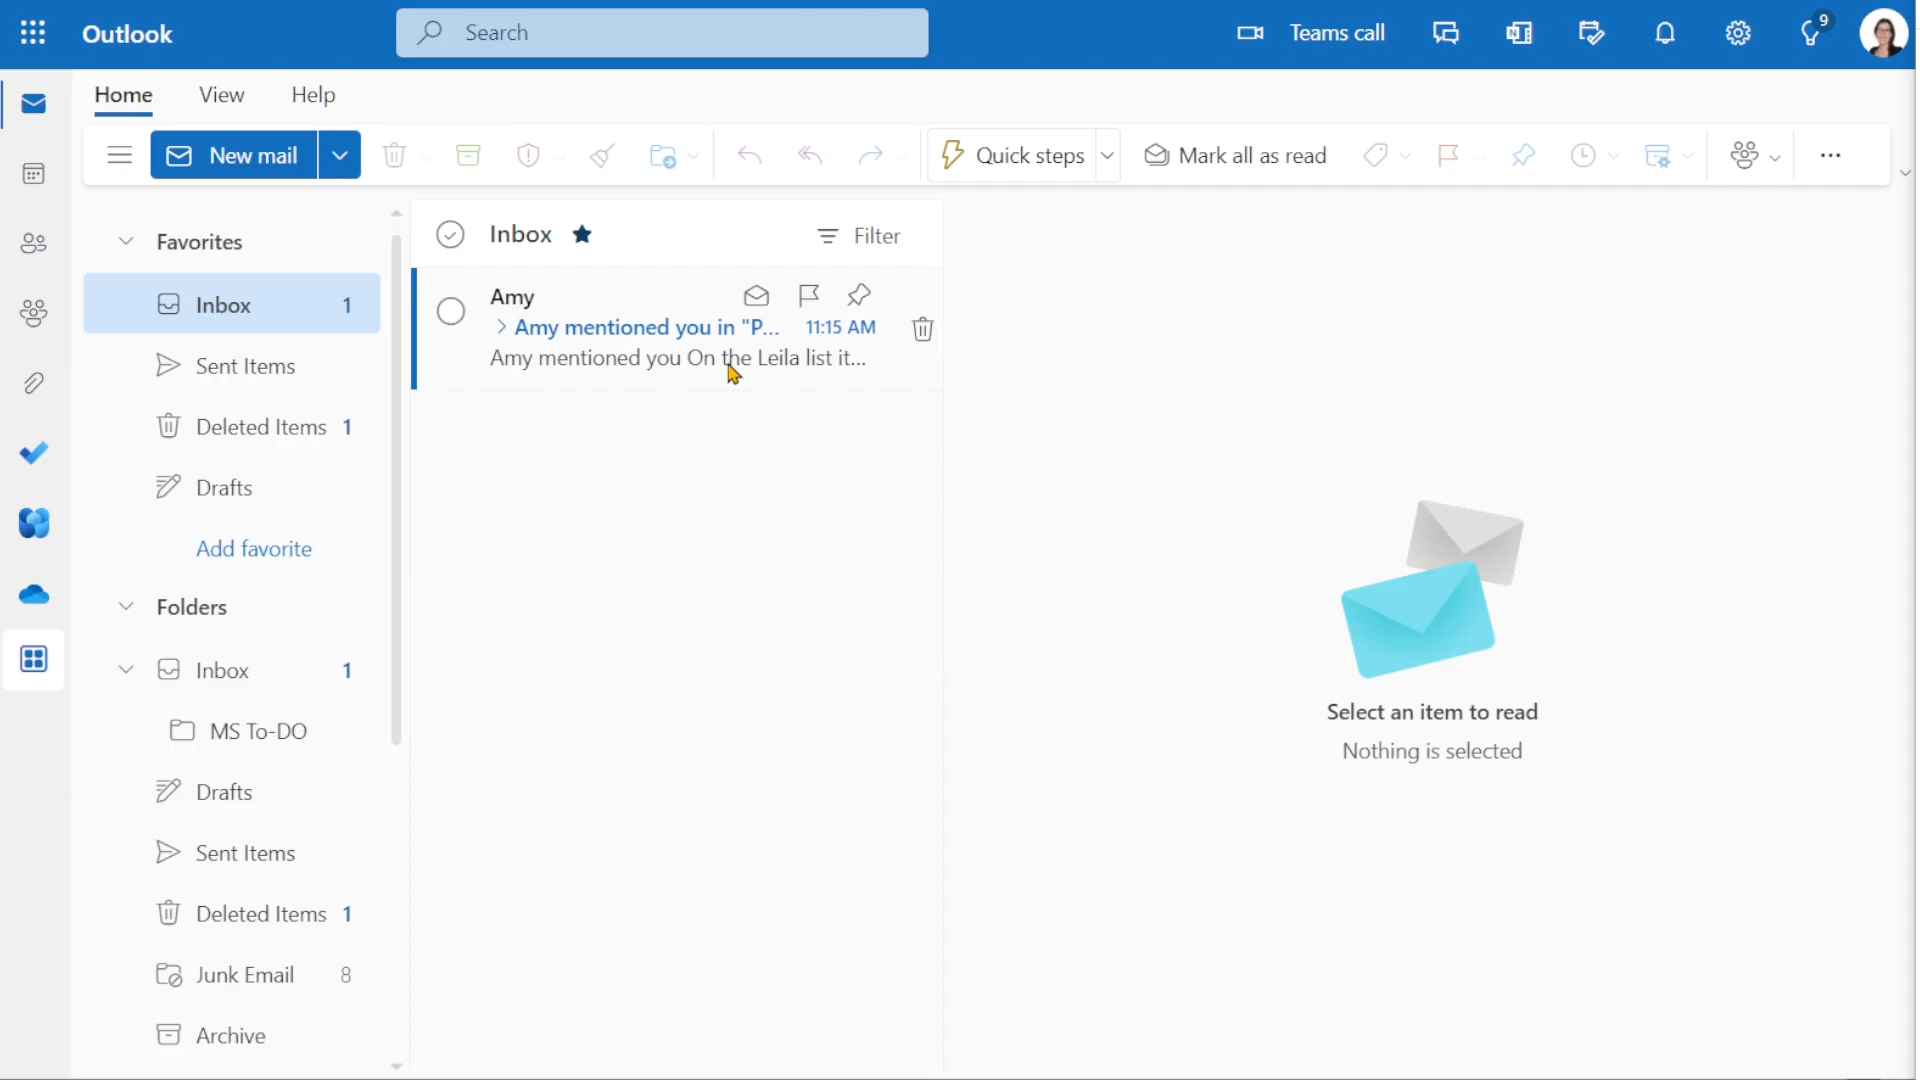 Outlook
Search
Teams call
9
Home
View
Help
New mail
Quick steps
Mark all as read
Favorites
Inbox 1
Sent Items
Deleted Items 1
Drafts
Add favorite
Folders
Inbox 1
MS To-DO
Drafts
Sent Items
Deleted Items 1
Junk Email 8
Archive
Inbox
Filter
Amy
Amy mentioned you in "P... 11:15 AM
Amy mentioned you On the Leila list it...
Select an item to read
Nothing is selected